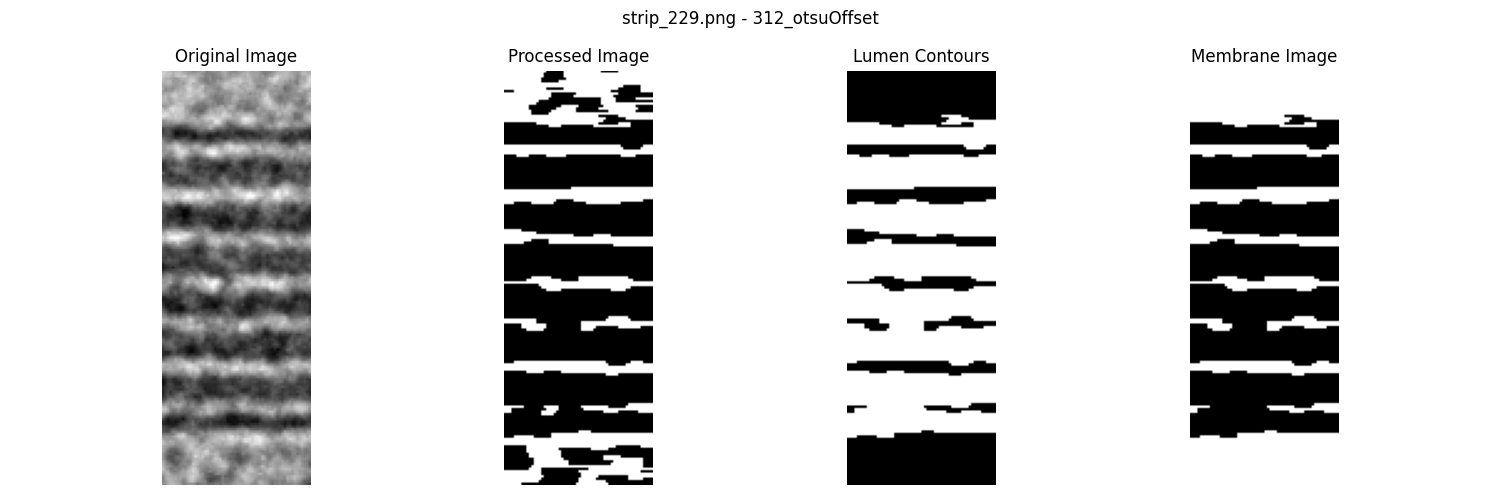 strip_229.png - 312_otsuOffset
Original Image
Processed Image
Lumen Contours
Membrane Image